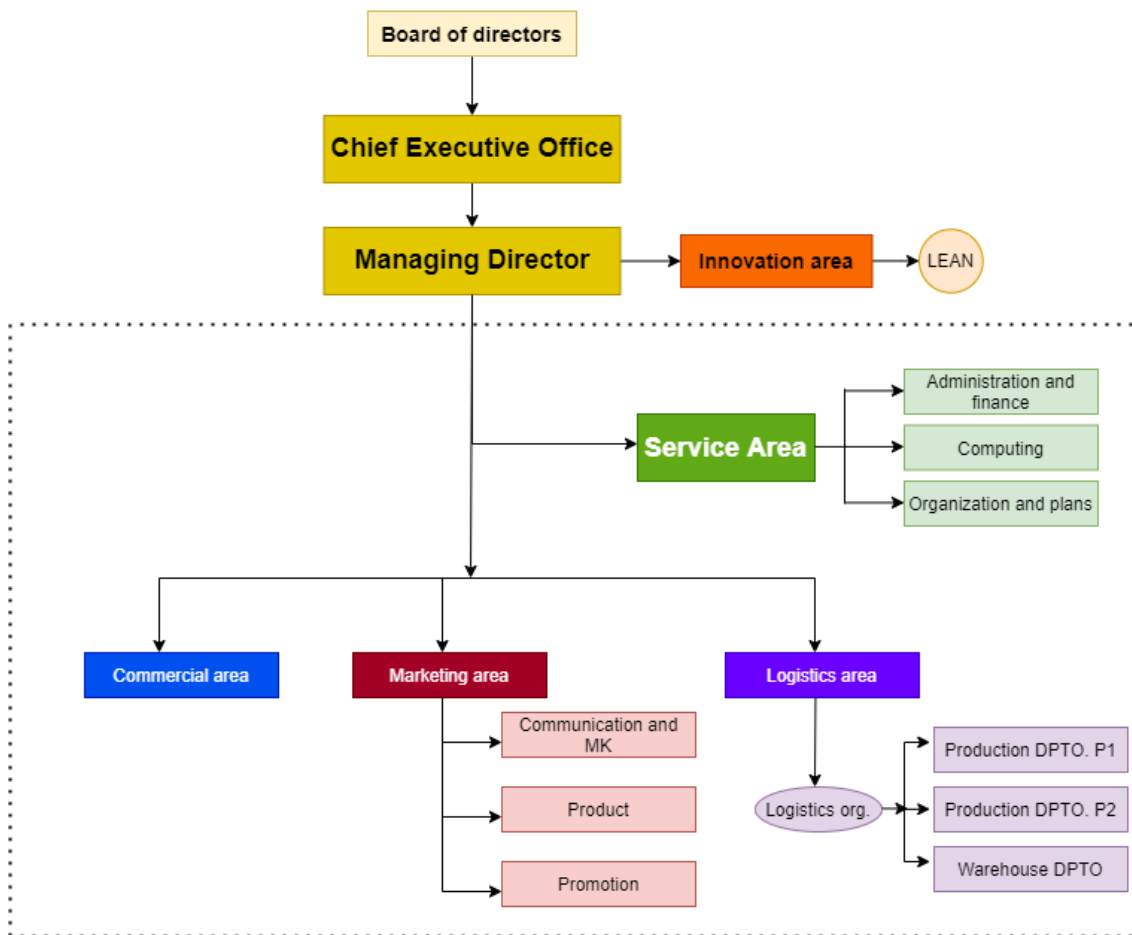 Board of directors
Chief Executive Office
Managing Director
Innovation area
LEAN
Administration and
finance
Service Area
Computing
Organization and plans
Commercial area
Marketing area
Logistics area
Communication and
MK
Product
Promotion
Logistics org.
Production DPTO. P1
Production DPTO. P2
Warehouse DPTO